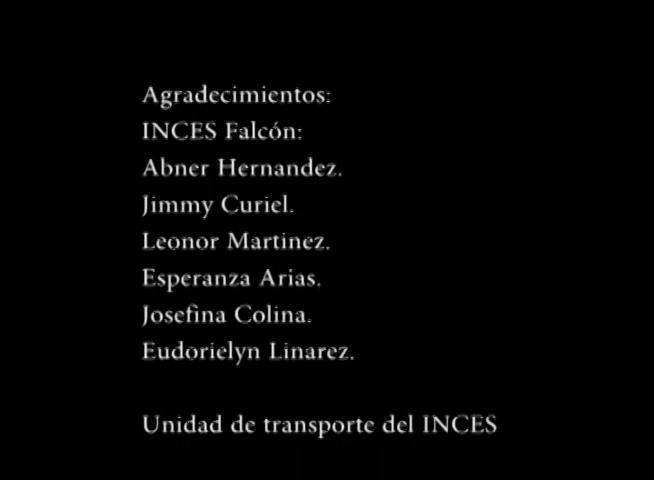 Agradecimientos:
INCES Falcón:
Abner Hernandez.
Jimmy Curiel.
Leonor Martinez.
Esperanza Arias.
Josefina Colina.
Eudorielyn Linarez.
Unidad de transporte del INCES